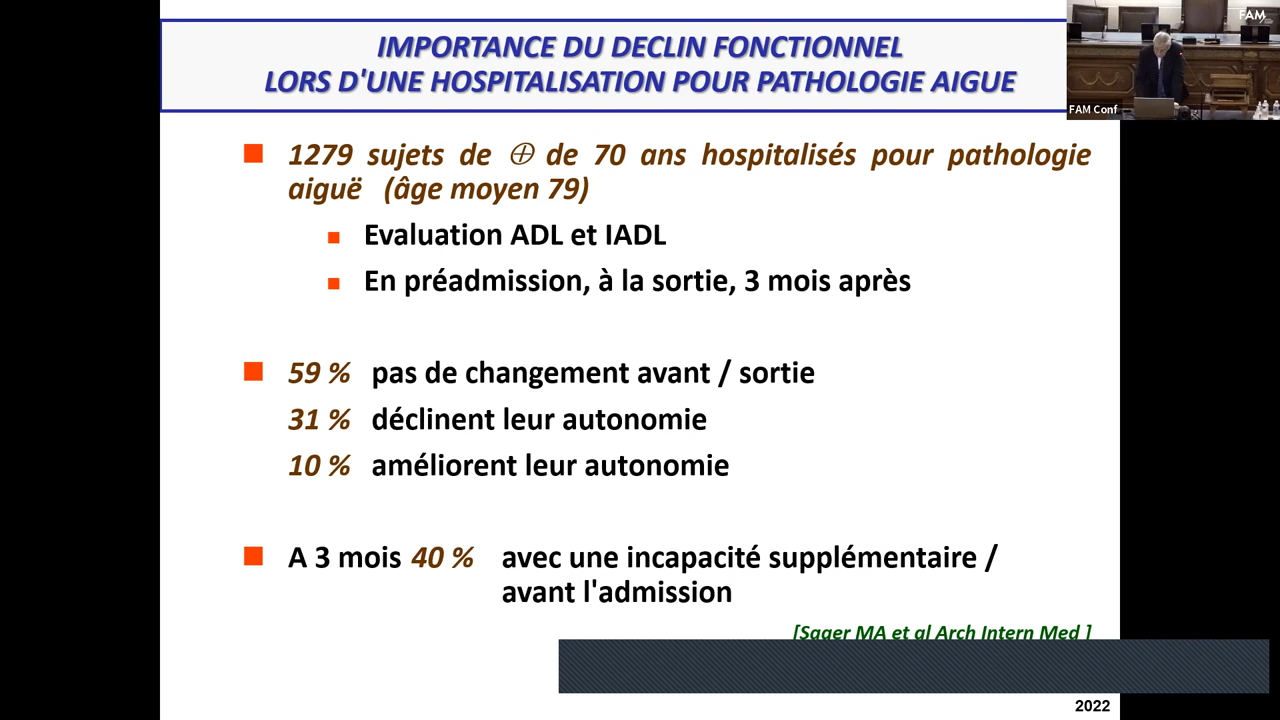 IMPORTANCE DU DECLIN FONCTIONNEL
LORS D'UNE HOSPITALISATION POUR PATHOLOGIE AIGUE
FAM
FAM Conf
1279 sujets de ⊕ de 70 ans hospitalisés pour pathologie
aiguë (âge moyen 79)
Evaluation ADL et IADL
En préadmission, à la sortie, 3 mois après
59 % pas de changement avant / sortie
31 % déclinent leur autonomie
10 % améliorent leur autonomie
A 3 mois 40 % avec une incapacité supplémentaire /
avant l'admission
[Sager MA et al Arch Intern Med ]
2022